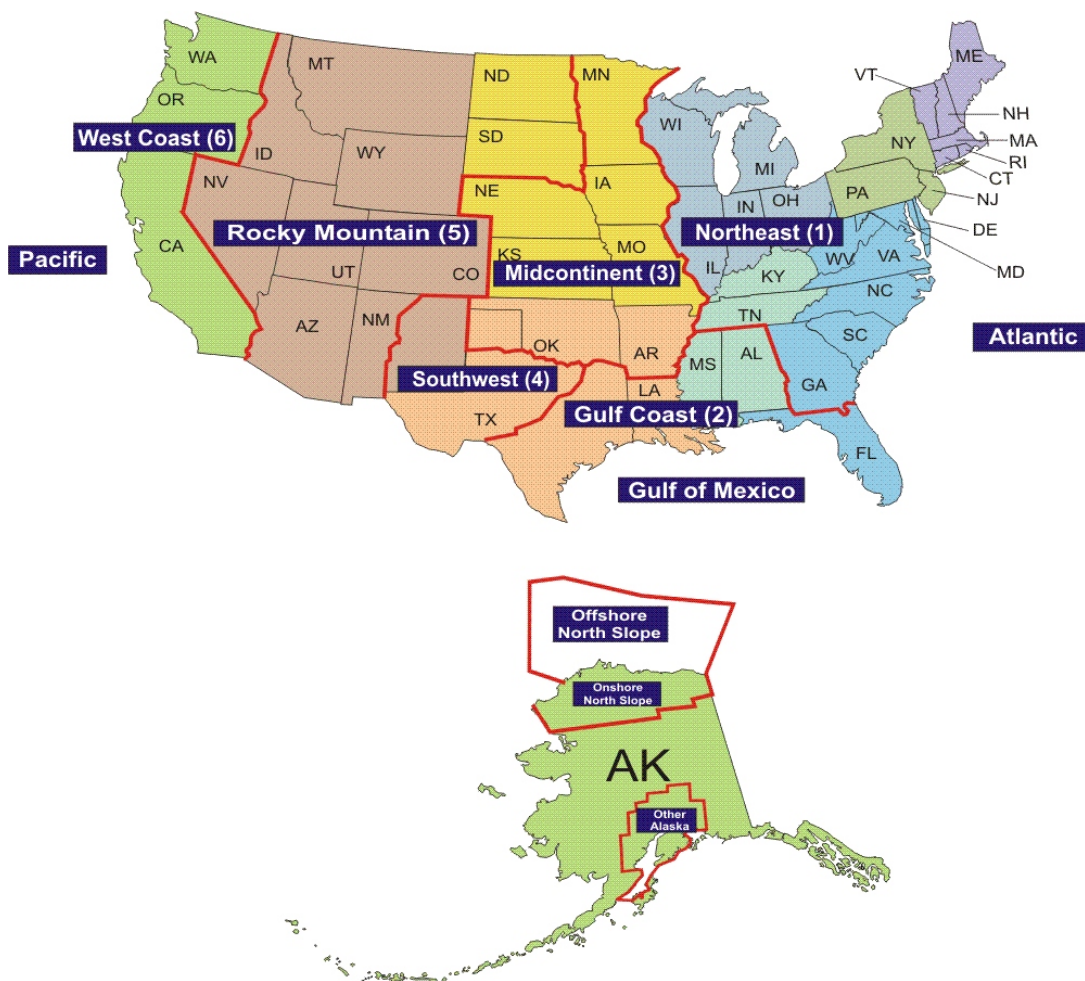 WA
MT
ND
MN
ME
VT
OR
NH
West Coast (6)
SD
WI
NY
MA
ID
WY
MI
RI
CT
NV
NE
IA
PA
NJ
IN
OH
Rocky Mountain (5)
Northeast (1)
DE
CA
KS
MO
WV
VA
Pacific
UT
CO
Midcontinent (3)
IL
KY
MD
NC
AZ
NM
TN
OK
AR
SC
Atlantic
MS
AL
Southwest (4)
GA
LA
TX
Gulf Coast (2)
FL
Gulf of Mexico
Offshore
North Slope
Onshore
North Slope
AK
Other
Alaska